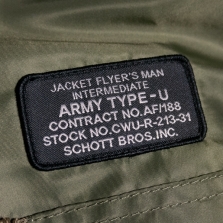 JACKET FLYER'S MAN
INTERMEDIATE
ARMY TYPE-U
CONTRACT NO.AF/188
STOCK NO.CWU-R-213-31
SCHOTT BROS.INC.